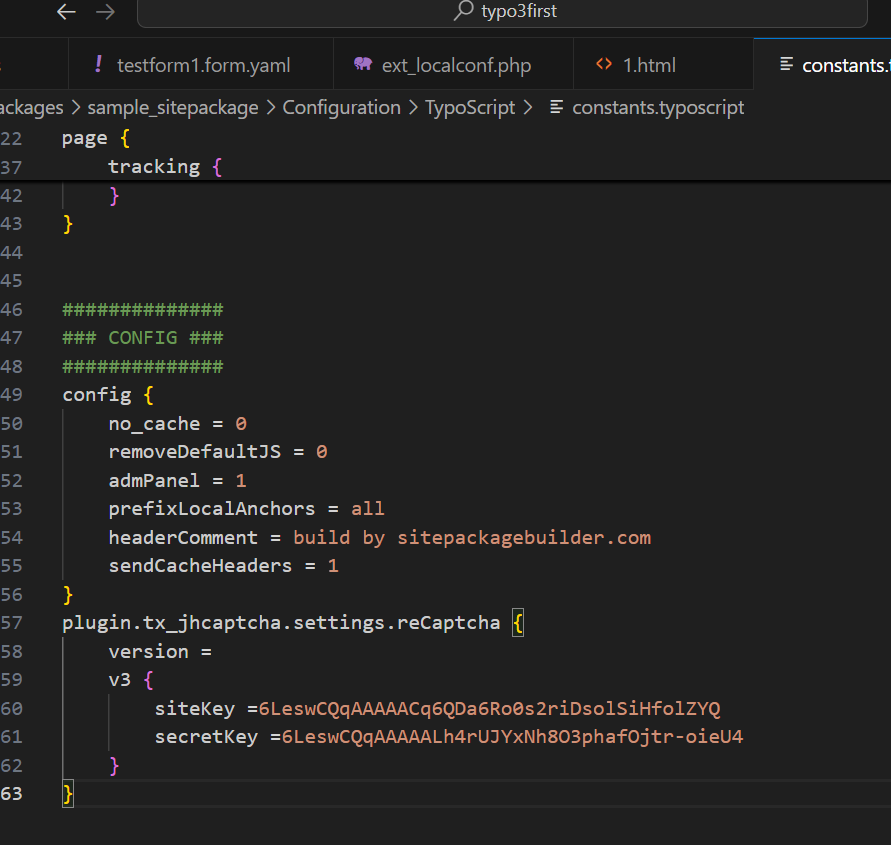 typo3first
testform1.form.yaml
ext_localconf.php
1.html
constants.
ackages > sample_sitepackage > Configuration > TypoScript > constants.typoscript
22 page {
37 tracking {
42 }
43 }
44
45
46 ##############
47 ### CONFIG ###
48 ##############
49 config {
50 no_cache = 0
51 removeDefaultJS = 0
52 admPanel = 1
53 prefixLocalAnchors = all
54 headerComment = build by sitepackagebuilder.com
55 sendCacheHeaders = 1
56 }
57 plugin.tx_jhcaptcha.settings.reCaptcha {
58 version =
59 v3 {
60 siteKey =6LeswCQqAAAAACq6QDa6Ro0s2riDsolSiHfolZYQ
61 secretKey =6LeswCQqAAAAALh4rUJYxNh8O3phafOjtr-oieU4
62 }
63 }